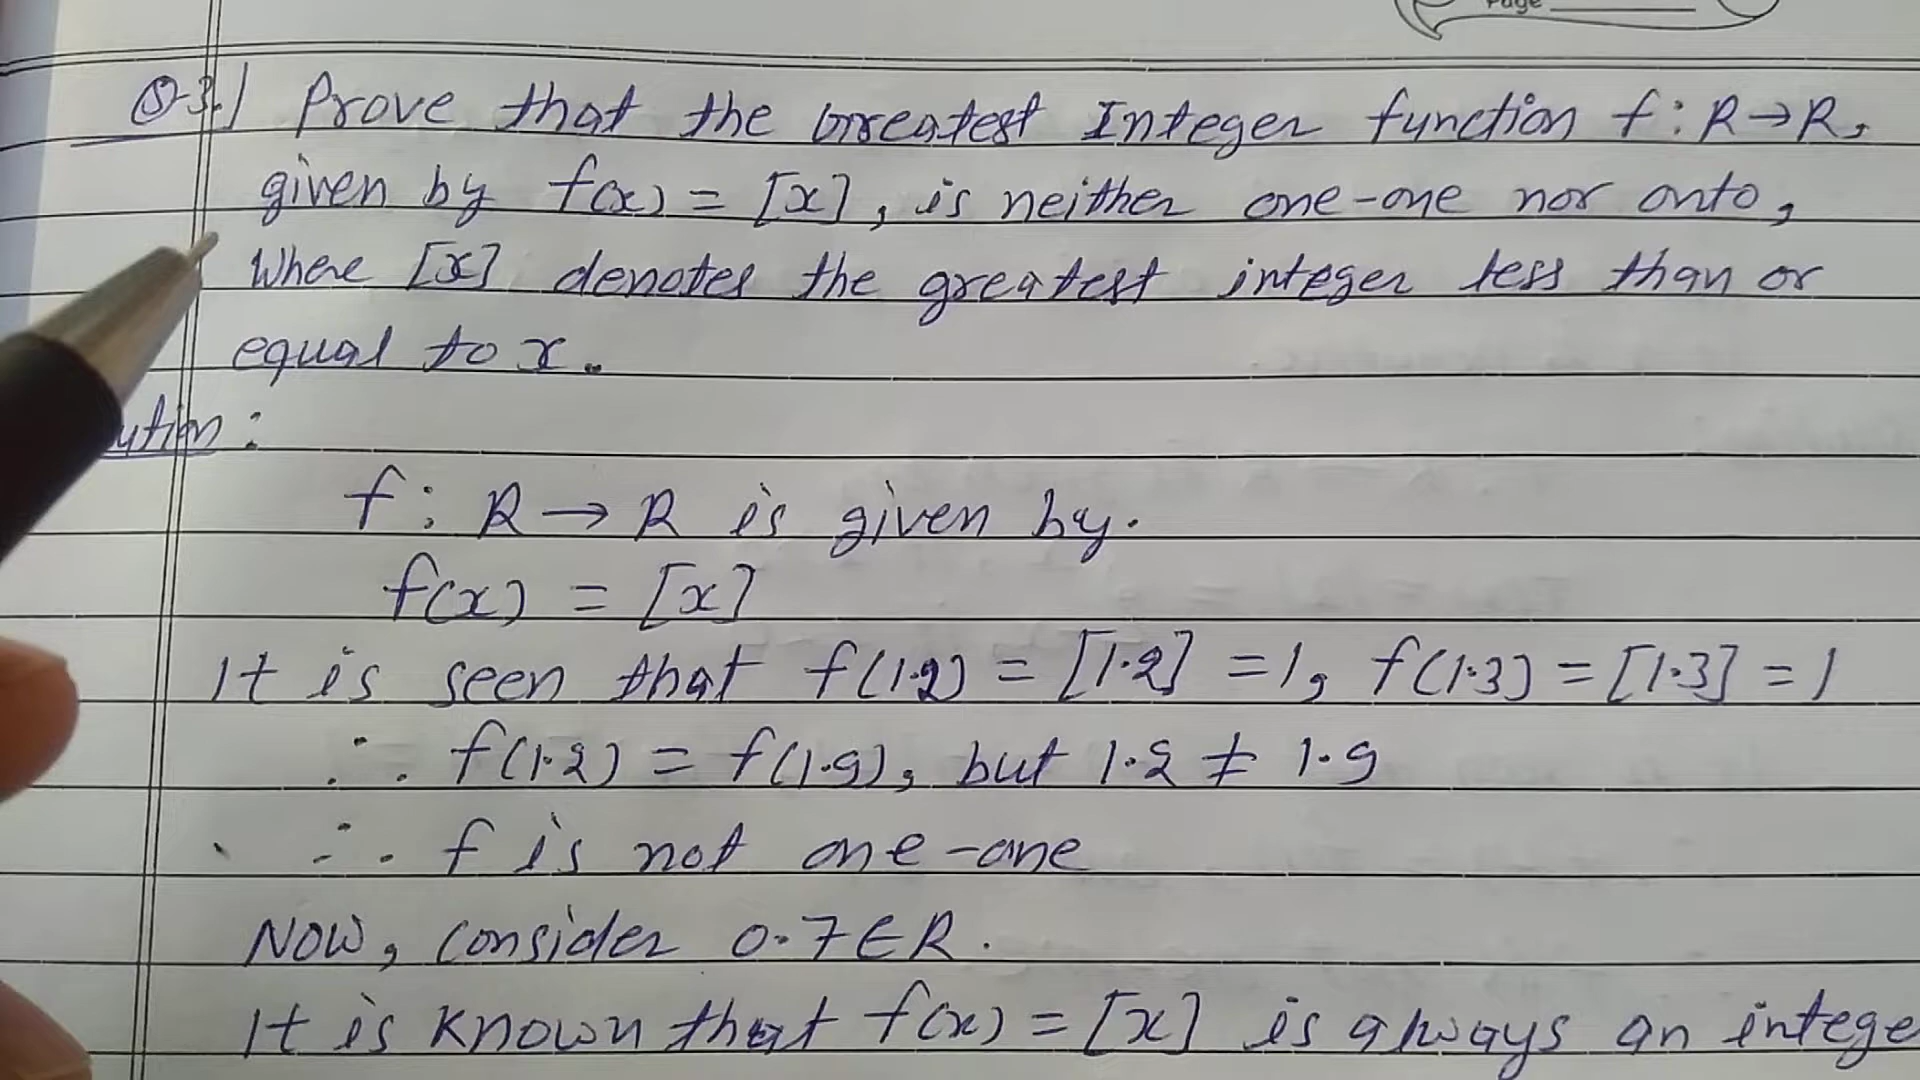 Page
Q-3.) Prove that the Greatest Integer function f: R→R,
given by f(x) = [x], is neither one-one nor onto,
Where [x] denotes the greatest integer less than or
equal to x.
ution:
f: R→R is given by.
f(x) = [x]
It is seen that f(1.2) = [1.2] = 1, f(1.3) = [1.3] = 1
∴ f(1.2) = f(1.9), but 1.2 ≠ 1.9
∴ f is not one-one
Now, consider 0.7∈R.
It is known that f(x) = [x] is always an intege